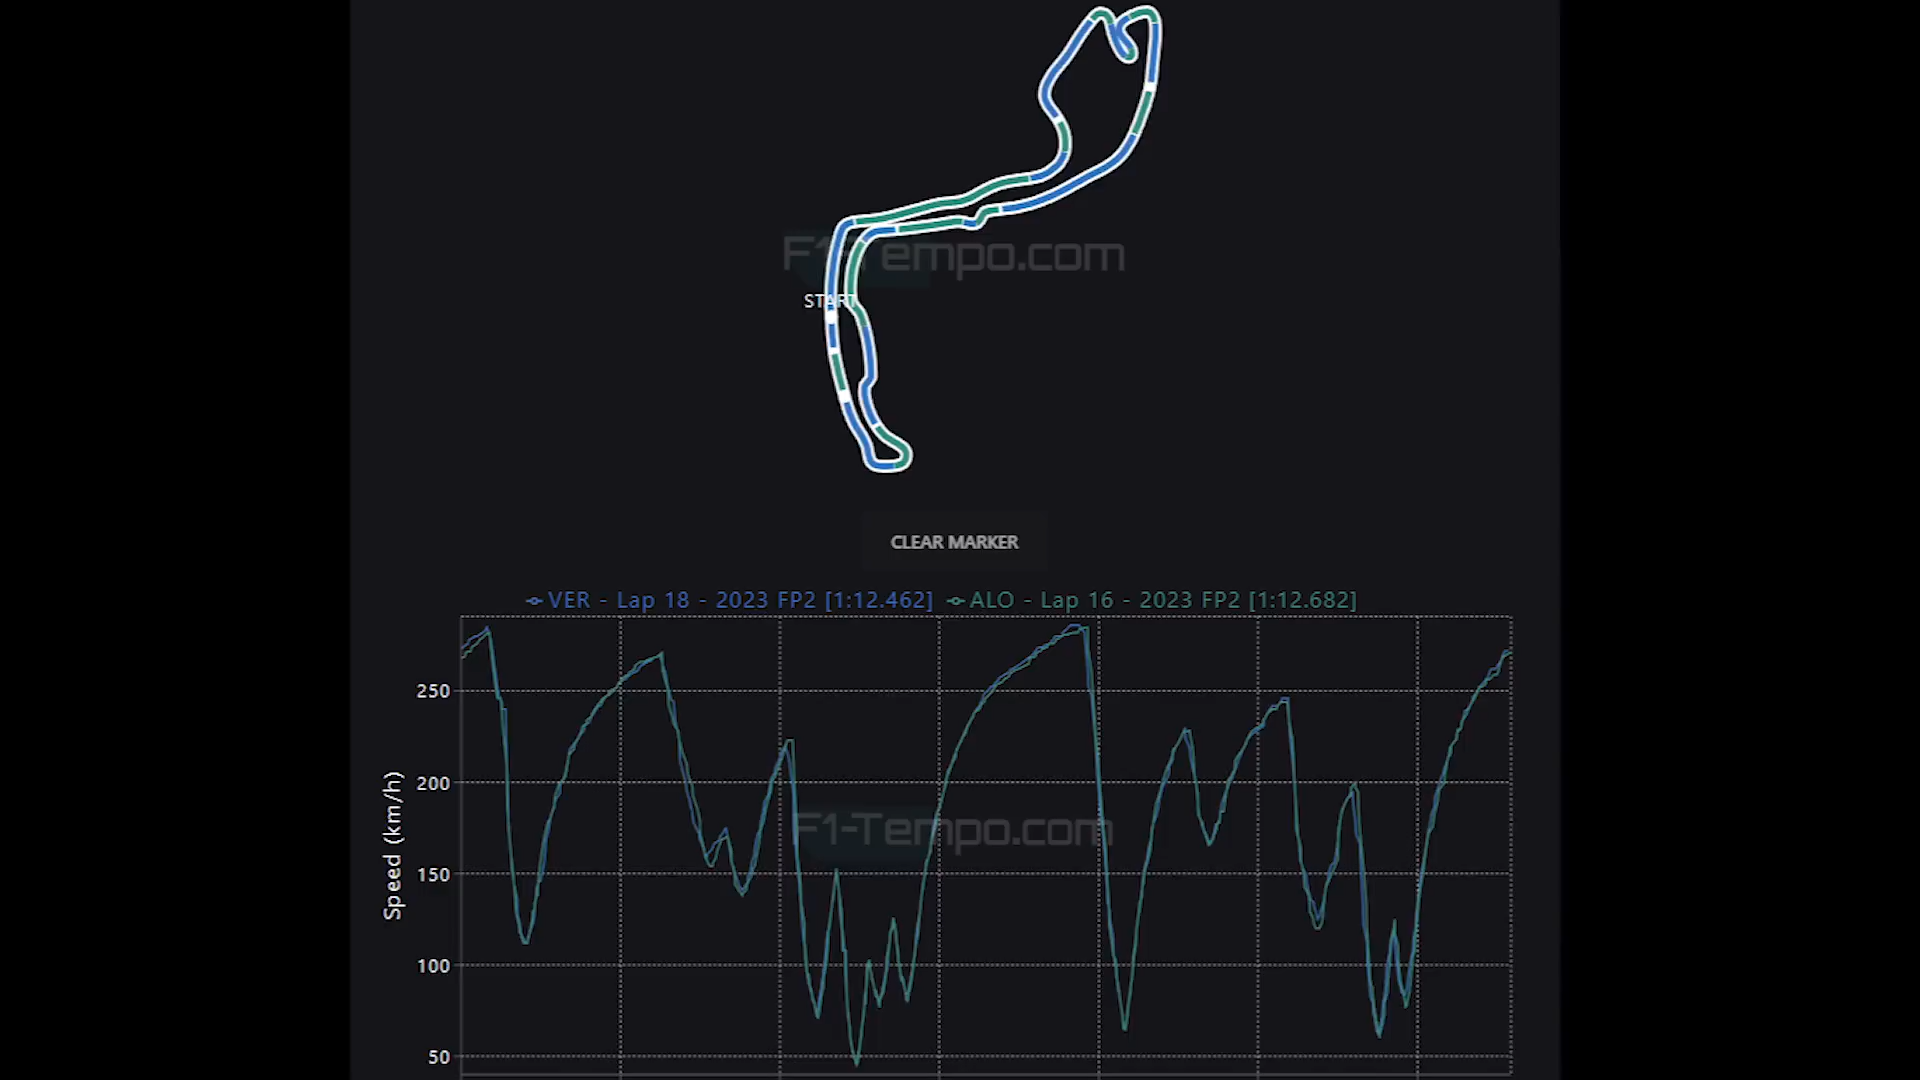 F1-Tempo.com
START
CLEAR MARKER
VER - Lap 18 - 2023 FP2 [1:12.462] ALO - Lap 16 - 2023 FP2 [1:12.682]
250
200
F1-Tempo.com
150
Speed (km/h)
100
50